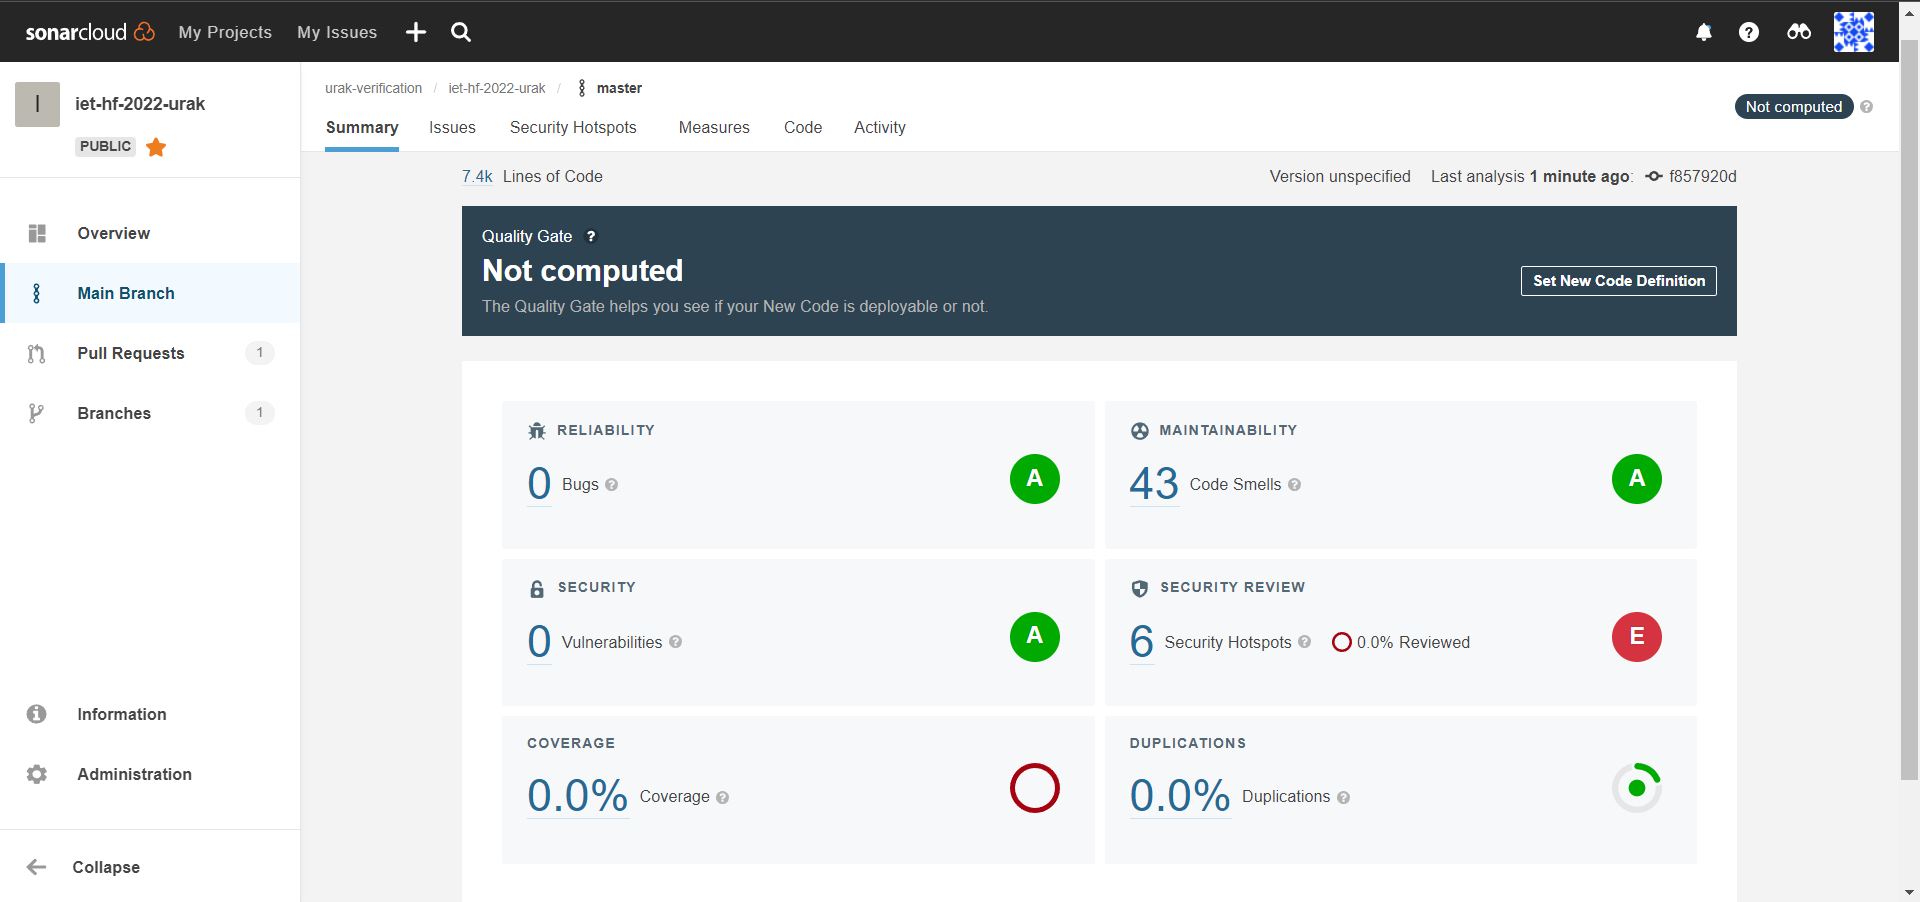 sonarcloud My Projects My Issues
I iet-hf-2022-urak
PUBLIC
Overview
Main Branch
Pull Requests 1
Branches 1
Information
Administration
Collapse
urak-verification / iet-hf-2022-urak / master
Not computed
Summary Issues Security Hotspots Measures Code Activity
7.4k Lines of Code Version unspecified Last analysis 1 minute ago: f857920d
Quality Gate ?
Not computed
The Quality Gate helps you see if your New Code is deployable or not.
Set New Code Definition
RELIABILITY
0 Bugs ? A
MAINTAINABILITY
43 Code Smells ? A
SECURITY
0 Vulnerabilities ? A
SECURITY REVIEW
6 Security Hotspots ? 0.0% Reviewed E
COVERAGE
0.0% Coverage ?
DUPLICATIONS
0.0% Duplications ?